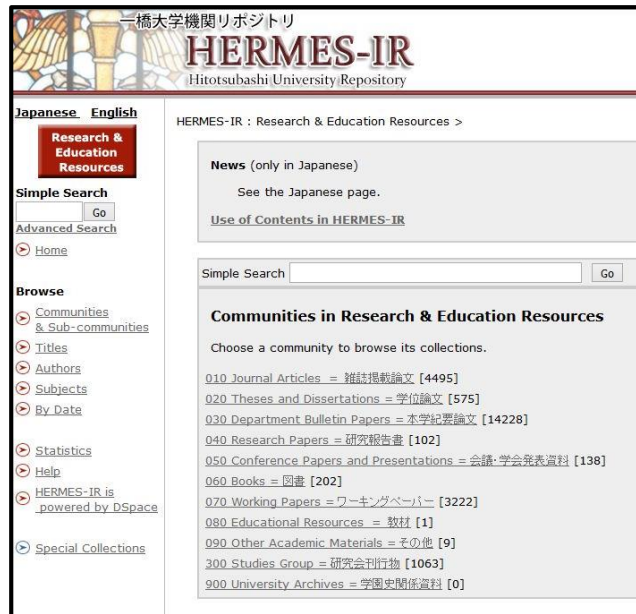 一橋大学機関リポジトリ
HERMES-IR
Hitotsubashi University Repository
Japanese English
Research &
Education
Resources
Simple Search
Go
Advanced Search
Home
Browse
Communities
& Sub-communities
Titles
Authors
Subjects
By Date
Statistics
Help
HERMES-IR is
powered by DSpace
Special Collections
HERMES-IR : Research & Education Resources >
News (only in Japanese)
See the Japanese page.
Use of Contents in HERMES-IR
Simple Search Go
Communities in Research & Education Resources
Choose a community to browse its collections.
010 Journal Articles = 雑誌掲載論文 [4495]
020 Theses and Dissertations = 学位論文 [575]
030 Department Bulletin Papers = 本学紀要論文 [14228]
040 Research Papers = 研究報告書 [102]
050 Conference Papers and Presentations = 会議・学会発表資料 [138]
060 Books = 図書 [202]
070 Working Papers = ワーキングペーパー [3222]
080 Educational Resources = 教材 [1]
090 Other Academic Materials = その他 [9]
300 Studies Group = 研究会刊行物 [1063]
900 University Archives = 学園史関係資料 [0]